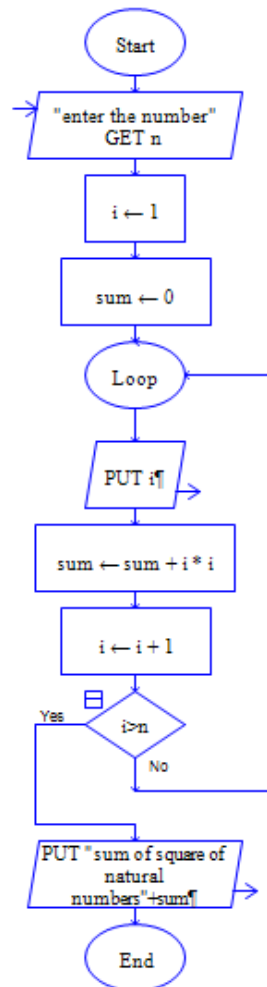 Start
"enter the number"
GET n
i ← 1
sum ← 0
Loop
PUT i¶
sum ← sum + i * i
i ← i + 1
Yes
i>n
No
PUT "sum of square of
natural
numbers"+sum¶
End